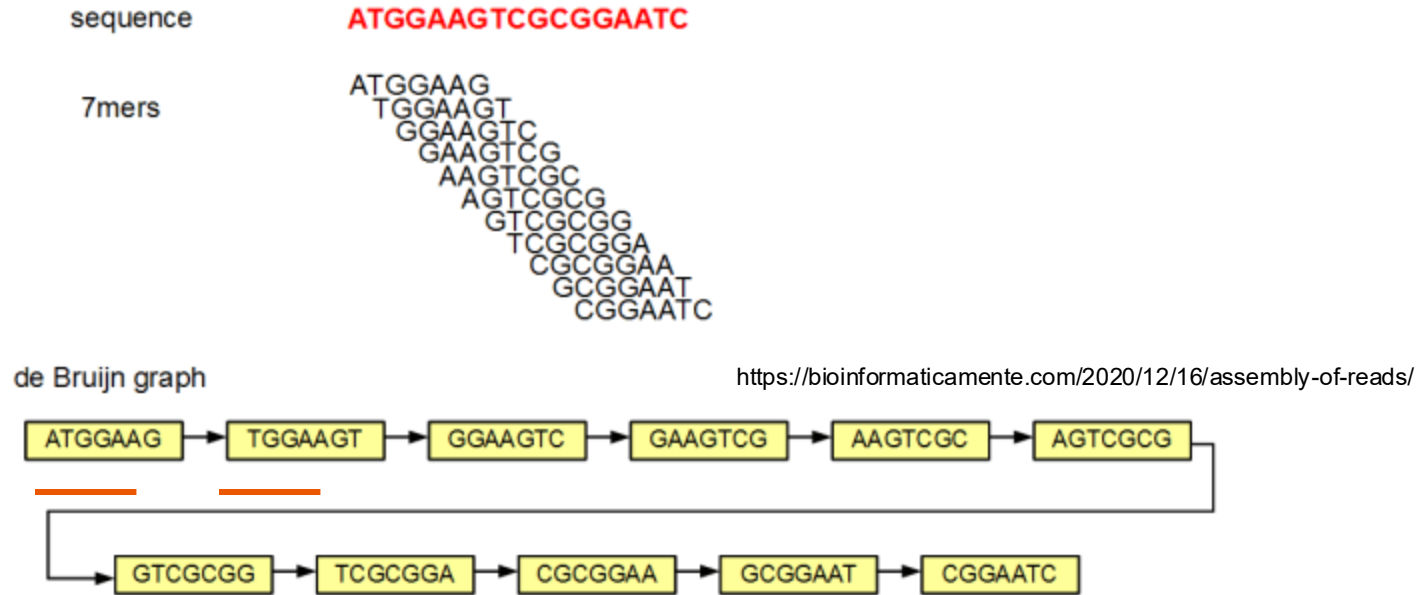 sequence ATGGAAGTCGCGGAATC
7mers
ATGGAAG
TGGAAGT
GGAAGTC
GAAGTCG
AAGTCGC
AGTCGCG
GTCGCGG
TCGCGGA
CGCGGAA
GCGGAAT
CGGAATC
de Bruijn graph https://bioinformaticamente.com/2020/12/16/assembly-of-reads/
ATGGAAG TGGAAGT GGAAGTC GAAGTCG AAGTCGC AGTCGCG
GTCGCGG TCGCGGA CGCGGAA GCGGAAT CGGAATC